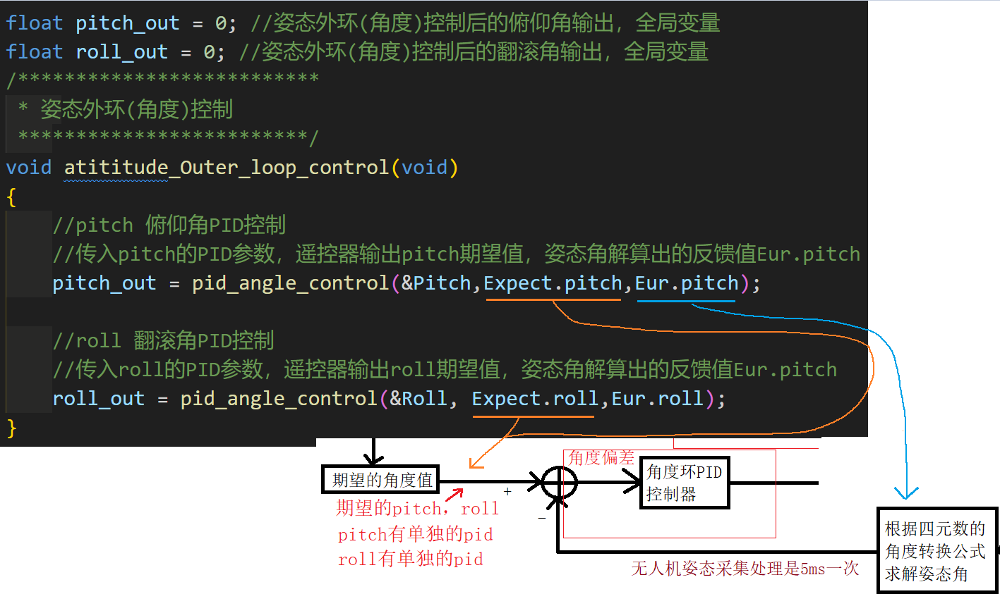 float pitch_out = 0; //姿态外环(角度)控制后的俯仰角输出，全局变量
float roll_out = 0; //姿态外环(角度)控制后的翻滚角输出，全局变量
/**************************
 * 姿态外环(角度)控制
 *************************/
void atititude_Outer_loop_control(void)
{
    //pitch 俯仰角PID控制
    //传入pitch的PID参数，遥控器输出pitch期望值，姿态角解算出的反馈值Eur.pitch
    pitch_out = pid_angle_control(&Pitch,Expect.pitch,Eur.pitch);
    //roll 翻滚角PID控制
    //传入roll的PID参数，遥控器输出roll期望值，姿态角解算出的反馈值Eur.pitch
    roll_out = pid_angle_control(&Roll, Expect.roll,Eur.roll);
}
期望的角度值
+
−
角度偏差
角度环PID
控制器
期望的pitch，roll
pitch有单独的pid
roll有单独的pid
无人机姿态采集处理是5ms一次
根据四元数的
角度转换公式
求解姿态角